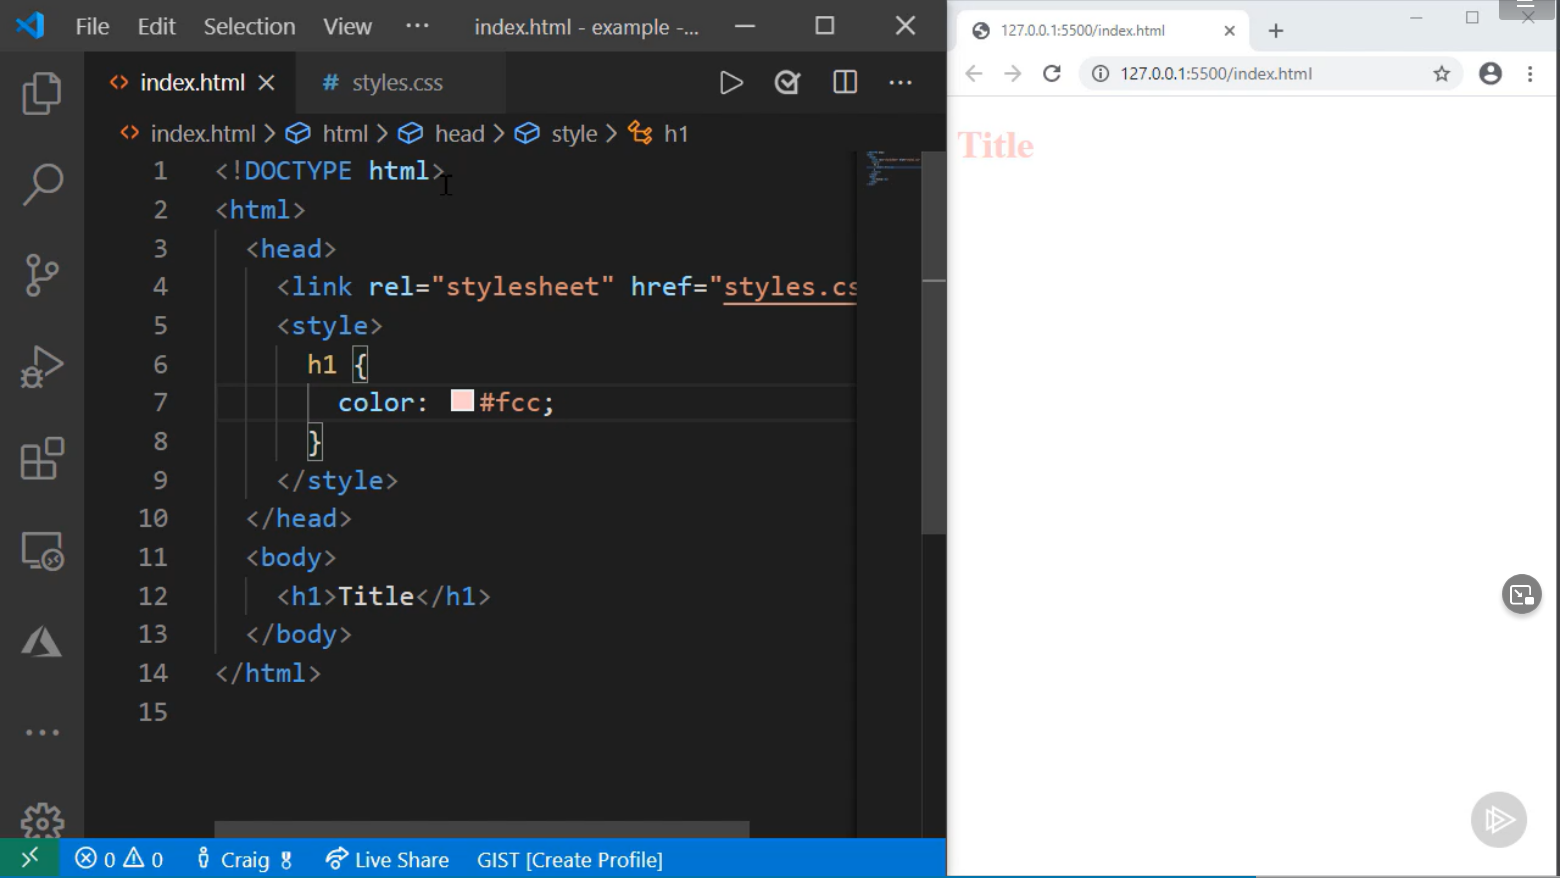 File Edit Selection View ··· index.html - example -...
index.html styles.css
index.html > html > head > style > h1
1 <!DOCTYPE html>
2 <html>
3 <head>
4 <link rel="stylesheet" href="styles.cs
5 <style>
6 h1 {
7 color: #fcc;
8 }
9 </style>
10 </head>
11 <body>
12 <h1>Title</h1>
13 </body>
14 </html>
15
0 0 Craig Live Share GIST [Create Profile]
127.0.0.1:5500/index.html
127.0.0.1:5500/index.html
Title